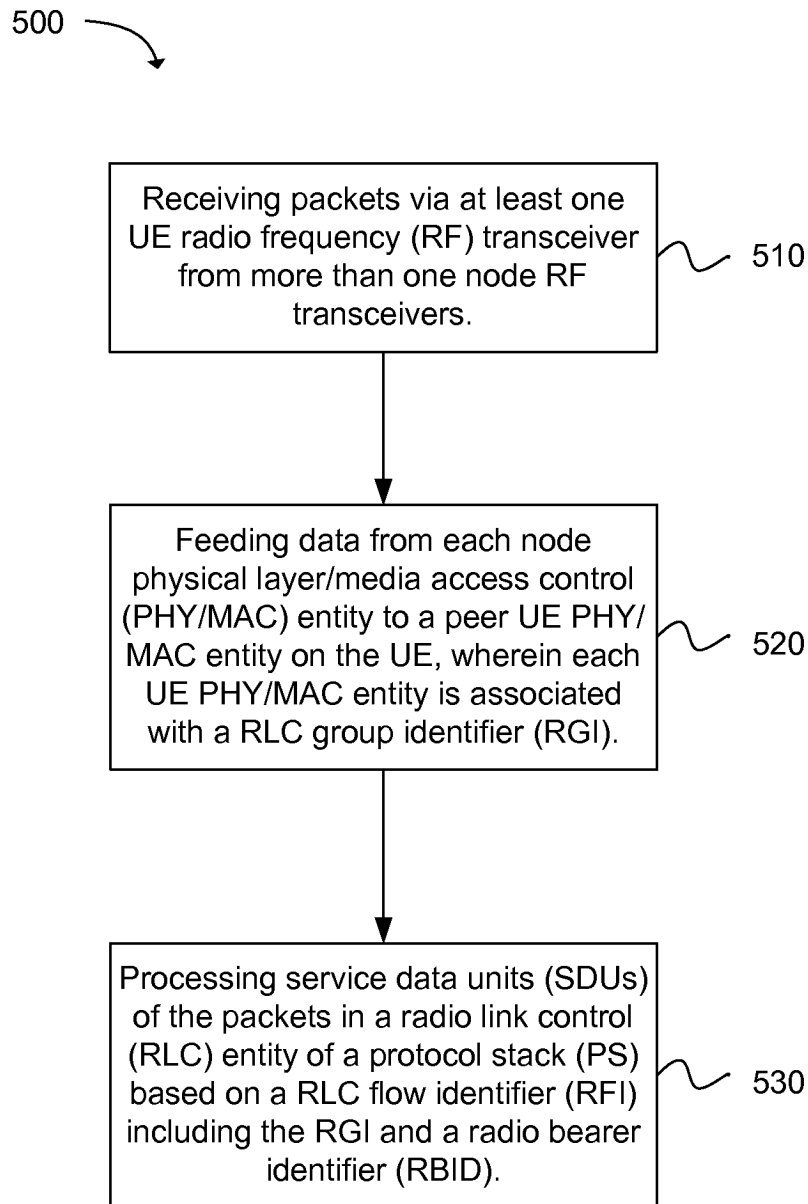 500
Receiving packets via at least one
UE radio frequency (RF) transceiver
from more than one node RF
transceivers.
510
Feeding data from each node
physical layer/media access control
(PHY/MAC) entity to a peer UE PHY/
MAC entity on the UE, wherein each
UE PHY/MAC entity is associated
with a RLC group identifier (RGI).
520
Processing service data units (SDUs)
of the packets in a radio link control
(RLC) entity of a protocol stack (PS)
based on a RLC flow identifier (RFI)
including the RGI and a radio bearer
identifier (RBID).
530